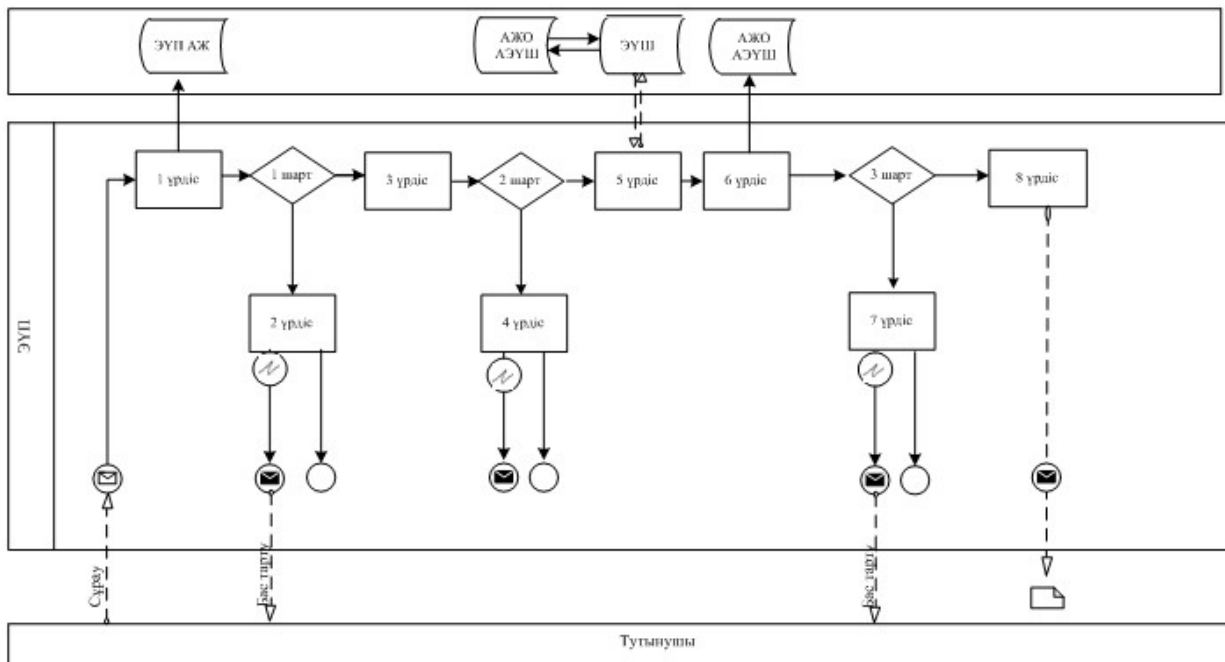 ЭҮП АЖ
АЖО
АЭҮШ
ЭҮШ
АЖО
АЭҮШ
1 үрдіс
1 шарт
3 үрдіс
2 шарт
5 үрдіс
6 үрдіс
3 шарт
8 үрдіс
2 үрдіс
4 үрдіс
7 үрдіс
ЭҮП
Сұрау
Бас тарту
Бас тарту
Тутынушы